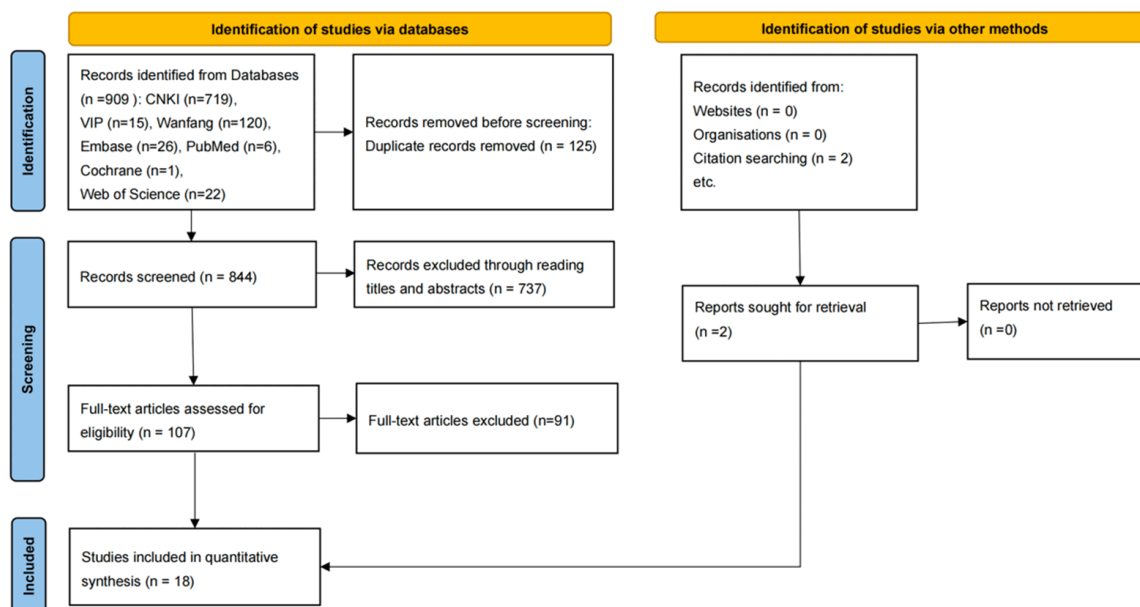 Identification of studies via databases
Identification of studies via other methods
Identification
Records identified from Databases
(n =909 ): CNKI (n=719),
VIP (n=15), Wanfang (n=120),
Embase (n=26), PubMed (n=6),
Cochrane (n=1),
Web of Science (n=22)
Records removed before screening:
Duplicate records removed (n = 125)
Records identified from:
Websites (n = 0)
Organisations (n = 0)
Citation searching (n = 2)
etc.
Screening
Records screened (n = 844)
Records excluded through reading
titles and abstracts (n = 737)
Reports sought for retrieval
(n =2)
Reports not retrieved
(n =0)
Full-text articles assessed for
eligibility (n = 107)
Full-text articles excluded (n=91)
Included
Studies included in quantitative
synthesis (n = 18)